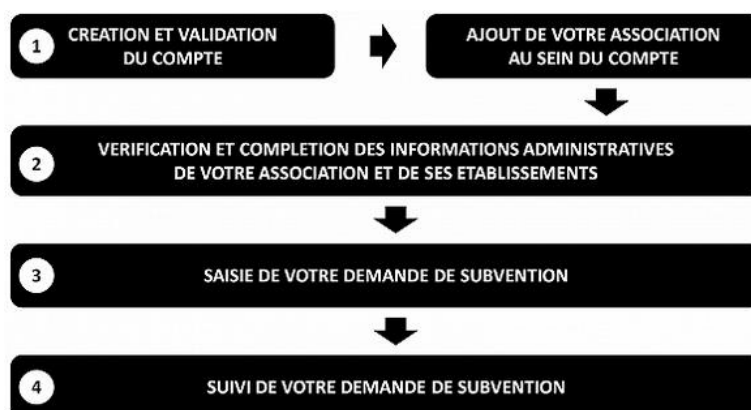 1
CREATION ET VALIDATION
DU COMPTE
AJOUT DE VOTRE ASSOCIATION
AU SEIN DU COMPTE
2
VERIFICATION ET COMPLETION DES INFORMATIONS ADMINISTRATIVES
DE VOTRE ASSOCIATION ET DE SES ETABLISSEMENTS
3
SAISIE DE VOTRE DEMANDE DE SUBVENTION
4
SUIVI DE VOTRE DEMANDE DE SUBVENTION